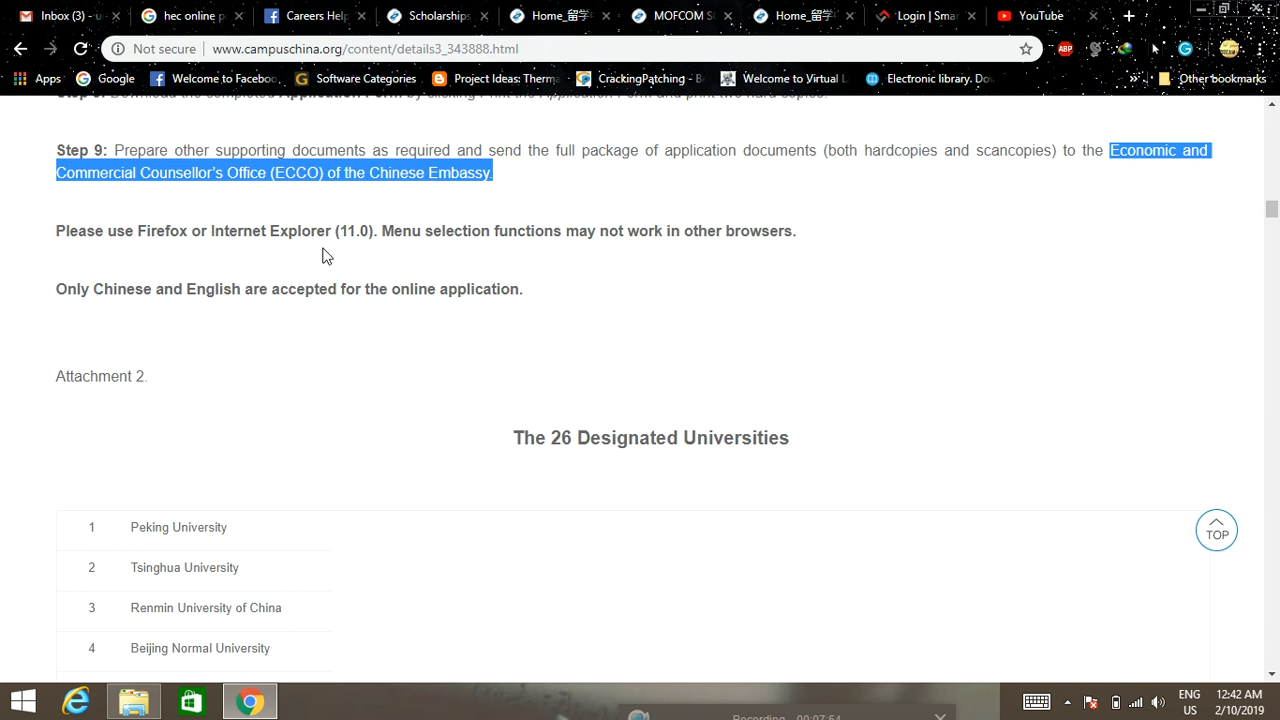 Inbox (3) - u
hec online p
Careers Help
Scholarships
Home_留学
MOFCOM S
Home_留学
Login | Smar
YouTube
Not secure
www.campuschina.org/content/details3_343888.html
ABP
Apps
Google
Welcome to Faceboo
Software Categories
Project Ideas: Therma
CrackingPatching - B
Welcome to Virtual L
Electronic library. Do
»
Other bookmarks
Step 9: Prepare other supporting documents as required and send the full package of application documents (both hardcopies and scancopies) to the Economic and
Commercial Counsellor's Office (ECCO) of the Chinese Embassy.
Please use Firefox or Internet Explorer (11.0). Menu selection functions may not work in other browsers.
Only Chinese and English are accepted for the online application.
Attachment 2.
The 26 Designated Universities
1 Peking University
2 Tsinghua University
3 Renmin University of China
4 Beijing Normal University
TOP
ENG
US
12:42 AM
2/10/2019
Recording 00:07:54